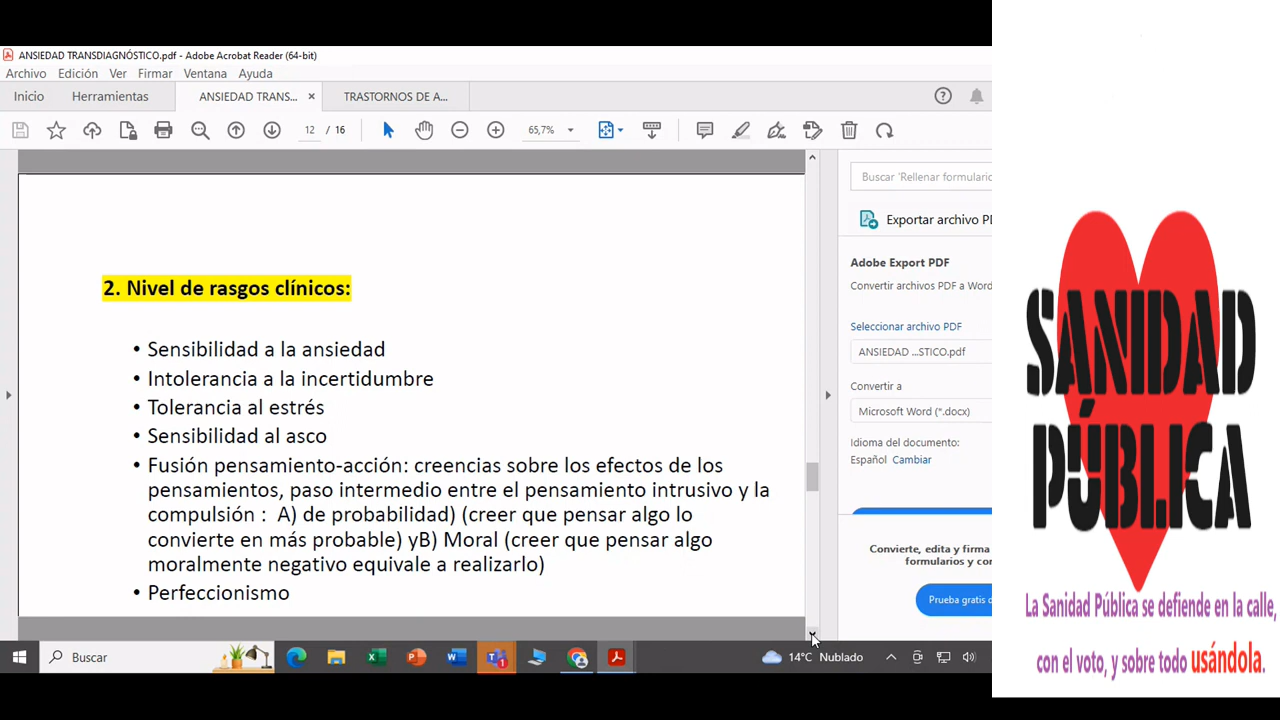 ANSIEDAD TRANSDIAGNÓSTICO.pdf - Adobe Acrobat Reader (64-bit)
Archivo Edición Ver Firmar Ventana Ayuda
Inicio Herramientas ANSIEDAD TRANS... × TRASTORNOS DE A...
12 / 16 65,7%
Buscar 'Rellenar formulario
Exportar archivo PD
Adobe Export PDF
Convertir archivos PDF a Word
Seleccionar archivo PDF
ANSIEDAD ...STICO.pdf
Convertir a
Microsoft Word (*.docx)
Idioma del documento:
Español Cambiar
Convierte, edita y firma
formularios y con
Prueba gratis d
2. Nivel de rasgos clínicos:
• Sensibilidad a la ansiedad
• Intolerancia a la incertidumbre
• Tolerancia al estrés
• Sensibilidad al asco
• Fusión pensamiento-acción: creencias sobre los efectos de los
pensamientos, paso intermedio entre el pensamiento intrusivo y la
compulsión : A) de probabilidad) (creer que pensar algo lo
convierte en más probable) yB) Moral (creer que pensar algo
moralmente negativo equivale a realizarlo)
• Perfeccionismo
Buscar
14°C Nublado
SANIDAD
PÚBLICA
La Sanidad Pública se defiende en la calle,
con el voto, y sobre todo usándola.